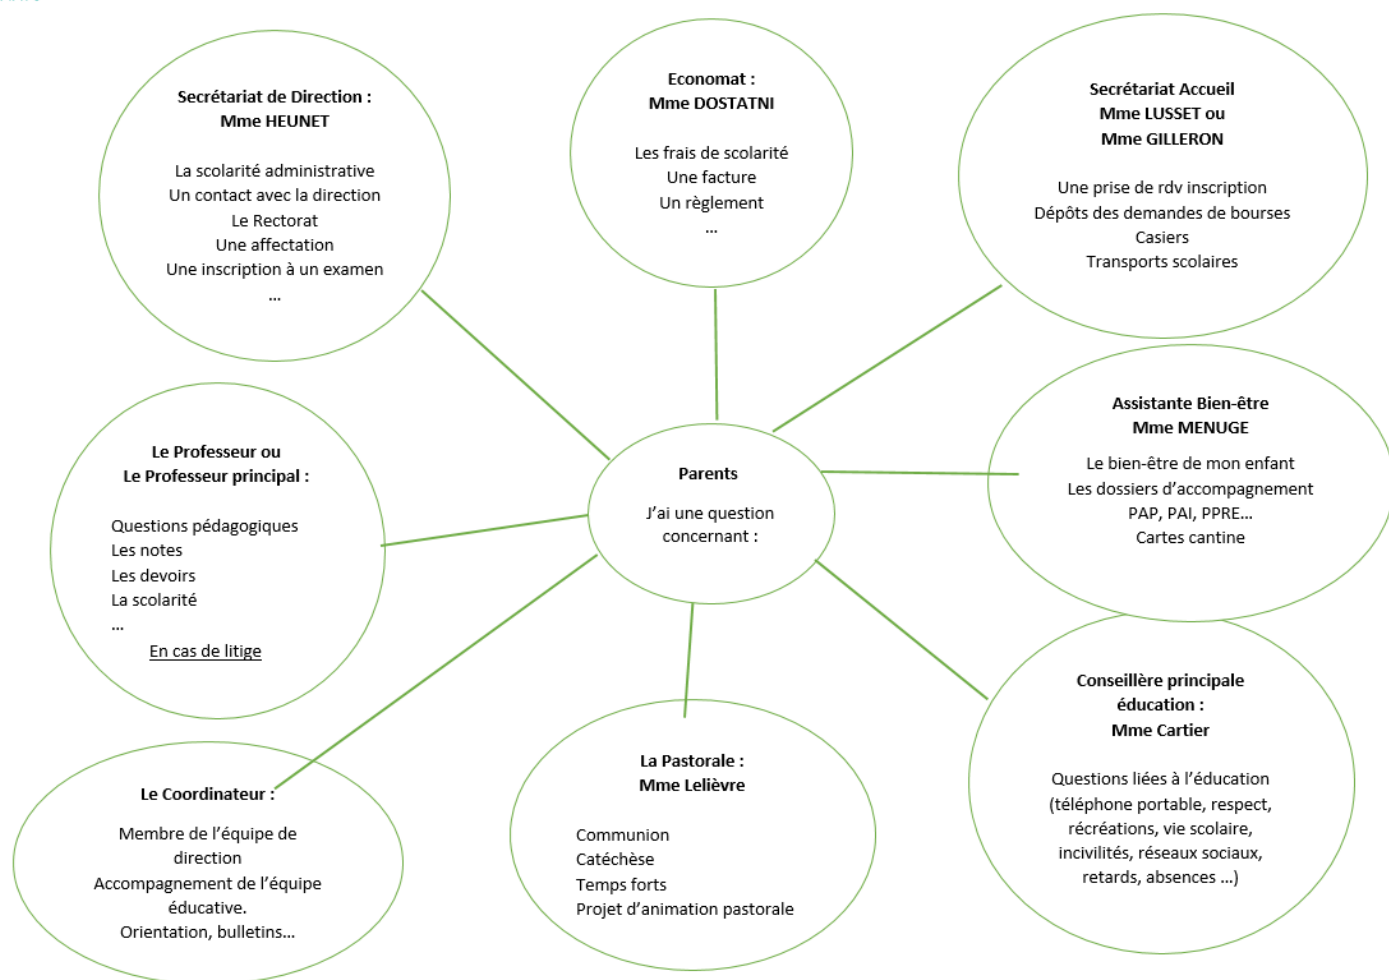 Secrétariat de Direction :
Mme HEUNET
La scolarité administrative
Un contact avec la direction
Le Rectorat
Une affectation
Une inscription à un examen
...
Economat :
Mme DOSTATNI
Les frais de scolarité
Une facture
Un règlement
...
Secrétariat Accueil
Mme LUSSET ou
Mme GILLERON
Une prise de rdv inscription
Dépôts des demandes de bourses
Casiers
Transports scolaires
Le Professeur ou
Le Professeur principal :
Questions pédagogiques
Les notes
Les devoirs
La scolarité
...
En cas de litige
Parents
J'ai une question
concernant :
Assistante Bien-être
Mme MENUGE
Le bien-être de mon enfant
Les dossiers d'accompagnement
PAP, PAI, PPRE...
Cartes cantine
Le Coordinateur :
Membre de l'équipe de
direction
Accompagnement de l'équipe
éducative.
Orientation, bulletins...
La Pastorale :
Mme Lelièvre
Communion
Catéchèse
Temps forts
Projet d'animation pastorale
Conseillère principale
éducation :
Mme Cartier
Questions liées à l'éducation
(téléphone portable, respect,
récréations, vie scolaire,
incivilités, réseaux sociaux,
retards, absences ...)